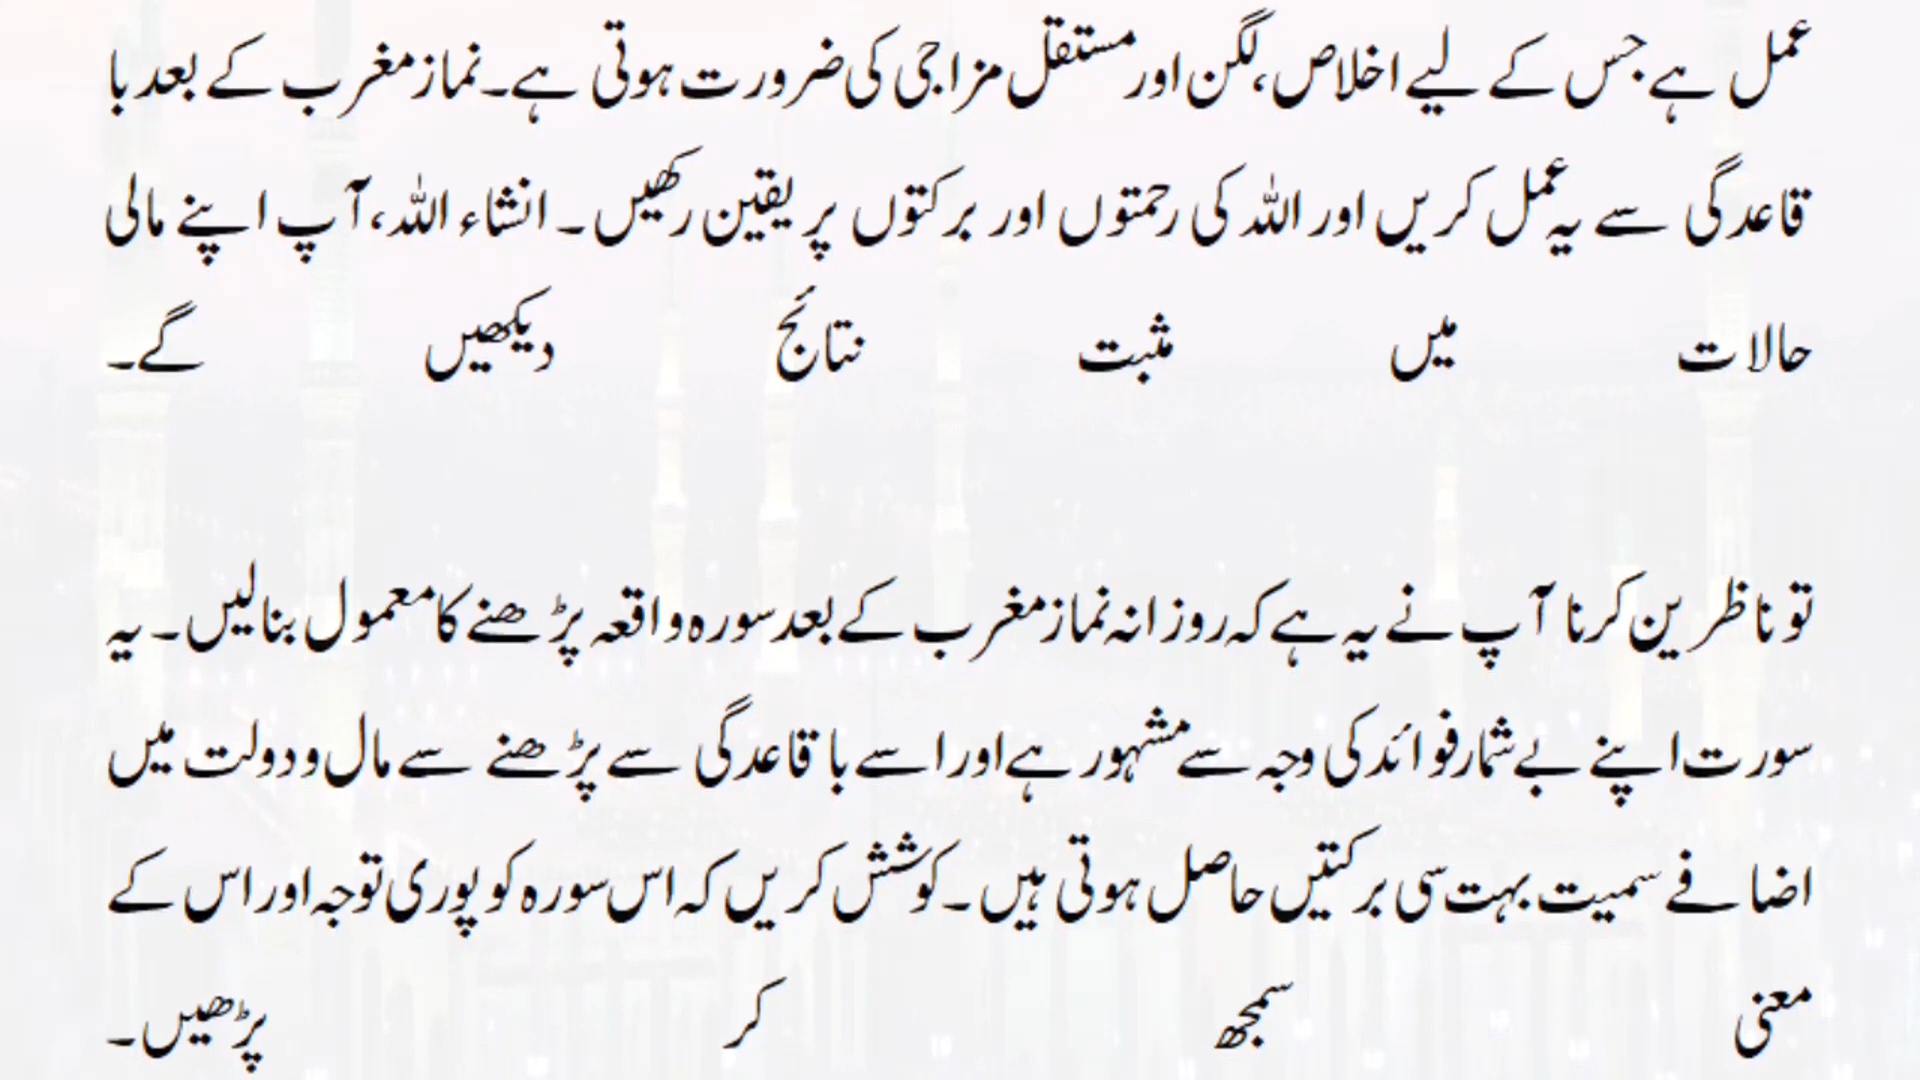 عمل ہے جس کے لیے اخلاص، لگن اور مستقل مزاجی کی ضرورت ہوتی ہے۔ نماز مغرب کے بعد با
قاعدگی سے یہ عمل کریں اور اللہ کی رحمتوں اور برکتوں پر یقین رکھیں۔ انشاء اللہ، آپ اپنے مالی
حالات میں مثبت نتائج دیکھیں گے۔
تو ناظرین کرنا آپ نے یہ ہے کہ روزانہ نماز مغرب کے بعد سورہ واقعہ پڑھنے کا معمول بنالیں۔ یہ
سورت اپنے بے شمار فوائد کی وجہ سے مشہور ہے اور اسے باقاعدگی سے پڑھنے سے مال و دولت میں
اضافے سمیت بہت سی برکتیں حاصل ہوتی ہیں۔ کوشش کریں کہ اس سورہ کو پوری توجہ اور اس کے
معنی سمجھ کر پڑھیں۔